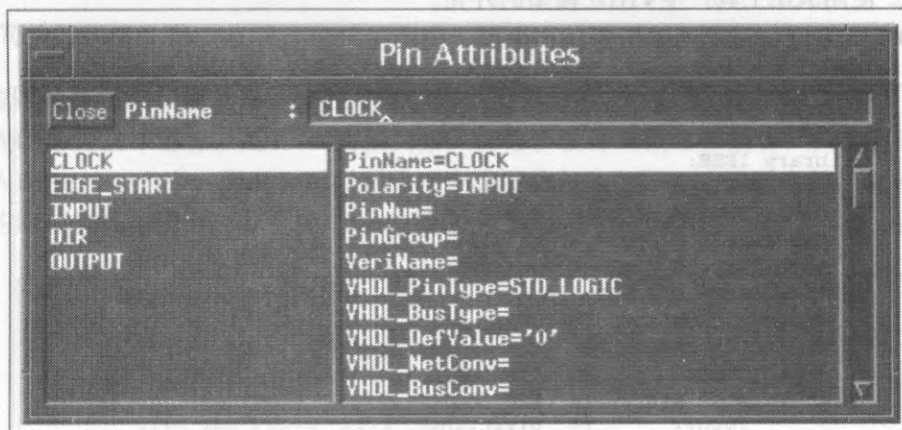 Pin Attributes
Close PinName : CLOCK
CLOCK
EDGE_START
INPUT
DIR
OUTPUT
PinName=CLOCK
Polarity=INPUT
PinNum=
PinGroup=
VeriName=
VHDL_PinType=STD_LOGIC
VHDL_BusType=
VHDL_DefValue='0'
VHDL_NetConv=
VHDL_BusConv=